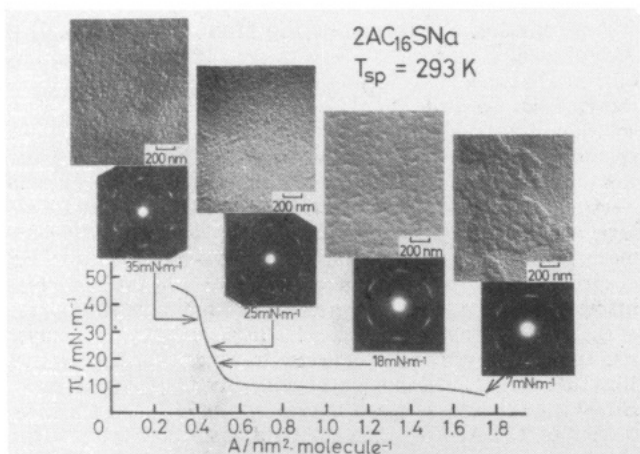 2AC₁₆SNa
T_sp = 293 K
200 nm
200 nm
200 nm
200 nm
35mN·m⁻¹
25mN·m⁻¹
18mN·m⁻¹
7mN·m⁻¹
π/mN·m⁻¹
50
40
30
20
10
0 0.2 0.4 0.6 0.8 1.0 1.2 1.4 1.6 1.8
A/nm²·molecule⁻¹